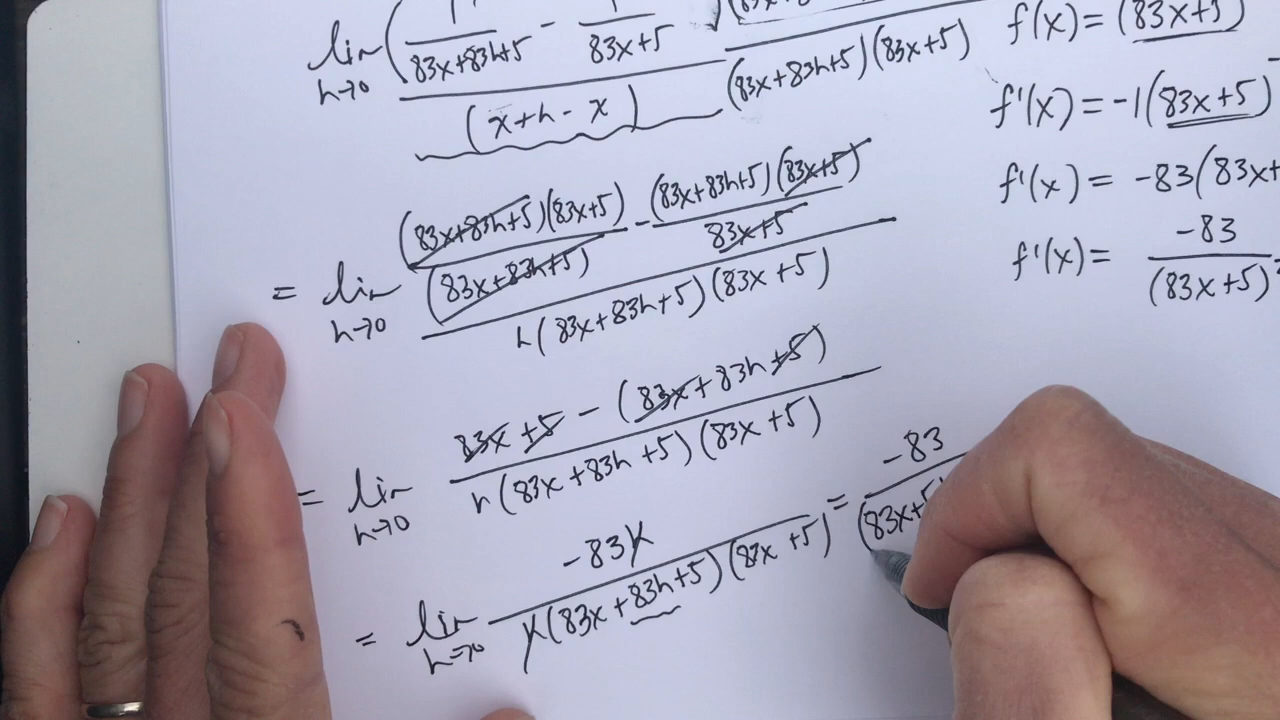 lim h→0 (1/(83x+83h+5) - 1/(83x+5)) / (x+h-x)
(83x+83h+5)(83x+5)
= lim h→0 ((83x+83h+5)(83x+5)/(83x+83h+5) - (83x+83h+5)(83x+5)/(83x+5)) / (h(83x+83h+5)(83x+5))
= lim h→0 (83x+5-(83x+83h+5)) / (h(83x+83h+5)(83x+5))
= lim h→0 -83h / (h(83x+83h+5)(83x+5)) = -83 / (83x+5
f(x) = (83x+5)
f'(x) = -1(83x+5)
f'(x) = -83(83x+
f'(x) = -83 / (83x+5)²